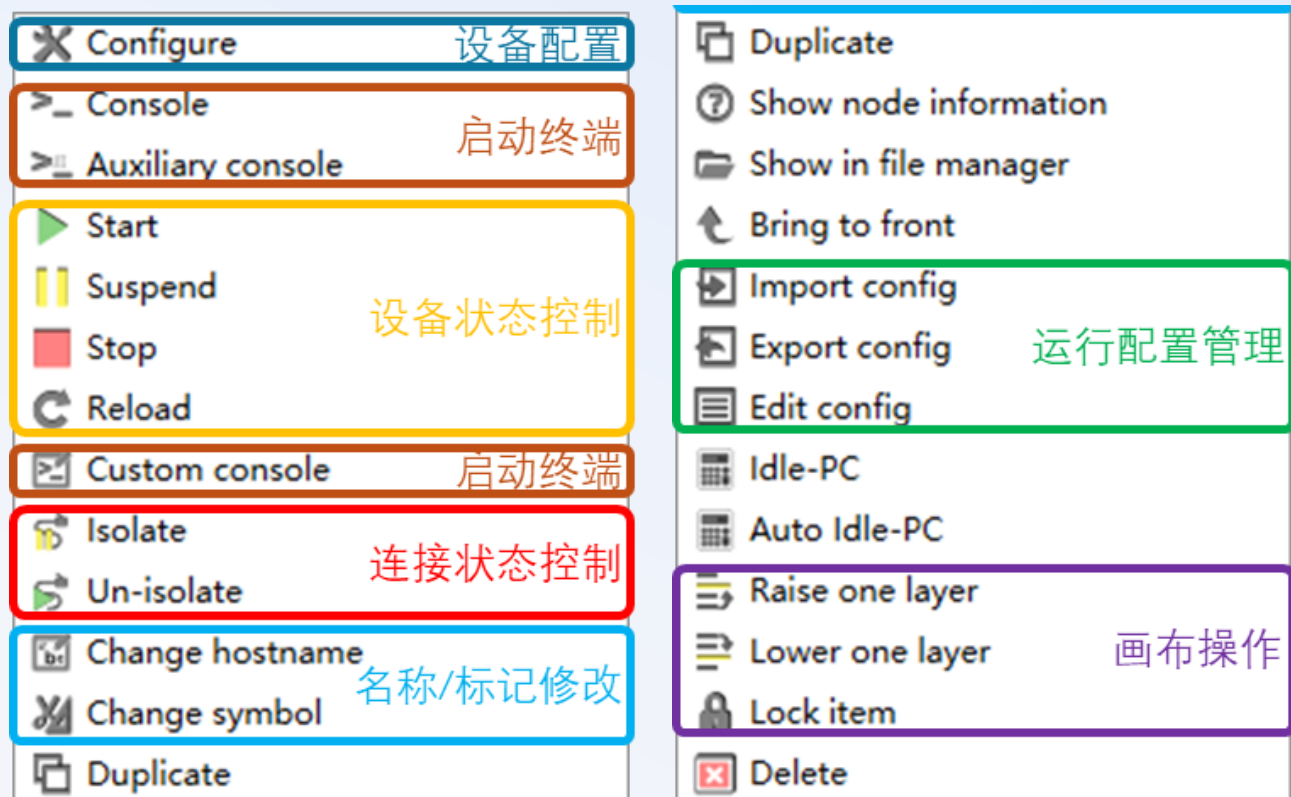 Configure 设备配置
Console
启动终端
Auxiliary console
Start
Suspend
设备状态控制
Stop
Reload
Custom console 启动终端
Isolate
连接状态控制
Un-isolate
Change hostname
名称/标记修改
Change symbol
Duplicate
Duplicate
Show node information
Show in file manager
Bring to front
Import config
Export config 运行配置管理
Edit config
Idle-PC
Auto Idle-PC
Raise one layer
Lower one layer 画布操作
Lock item
Delete